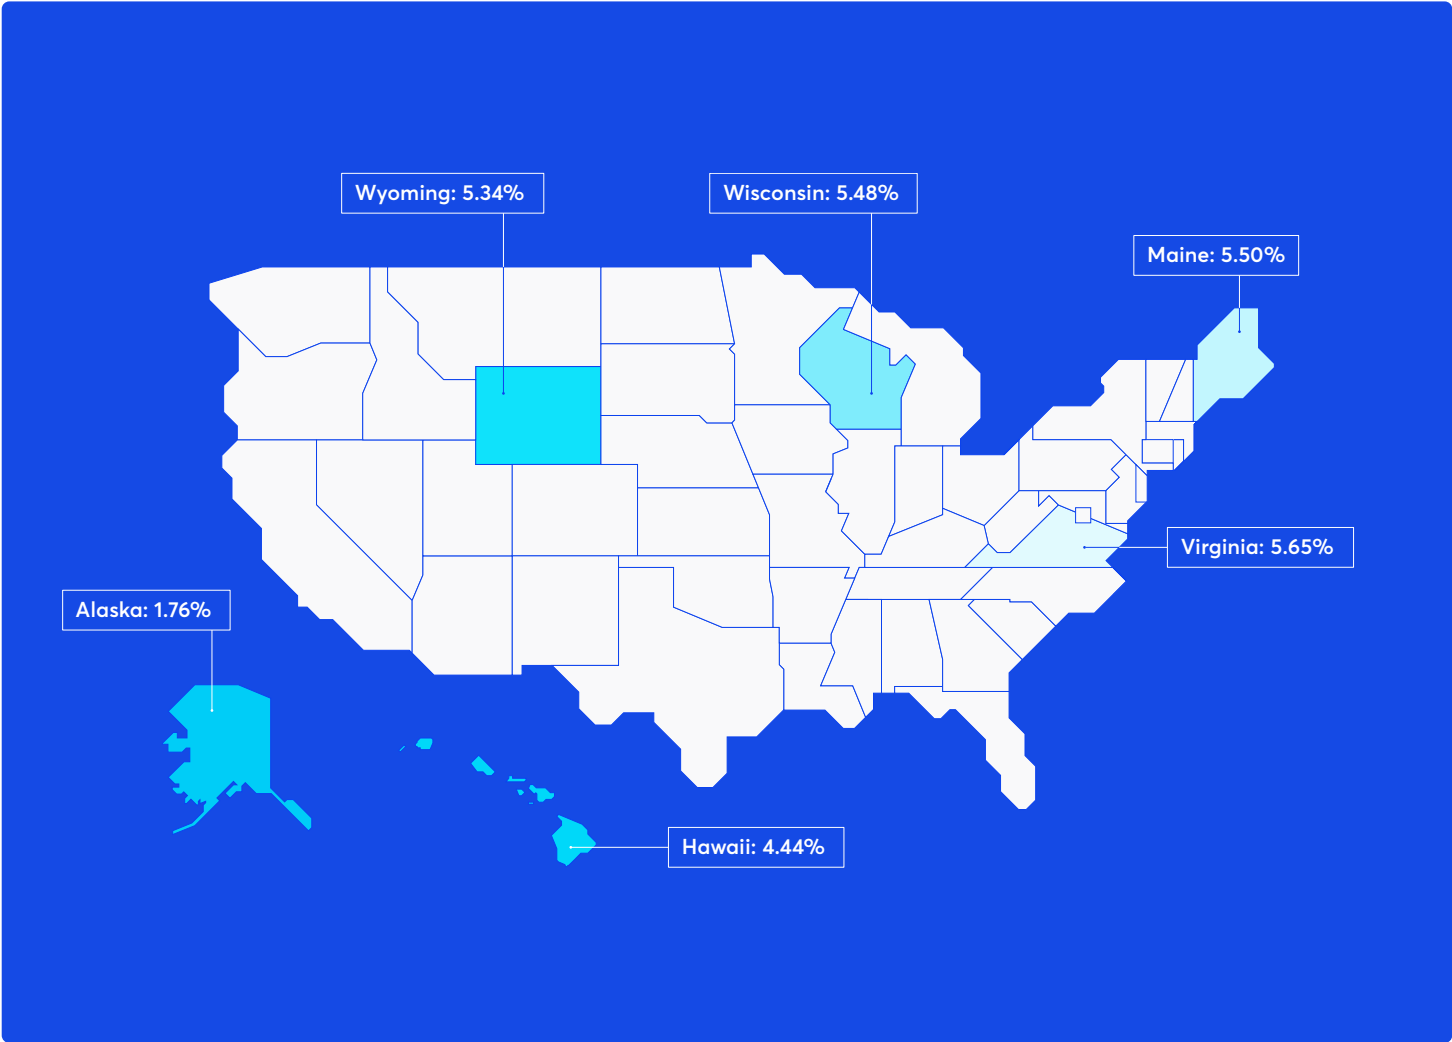 Wyoming: 5.34%
Wisconsin: 5.48%
Maine: 5.50%
Virginia: 5.65%
Alaska: 1.76%
Hawaii: 4.44%